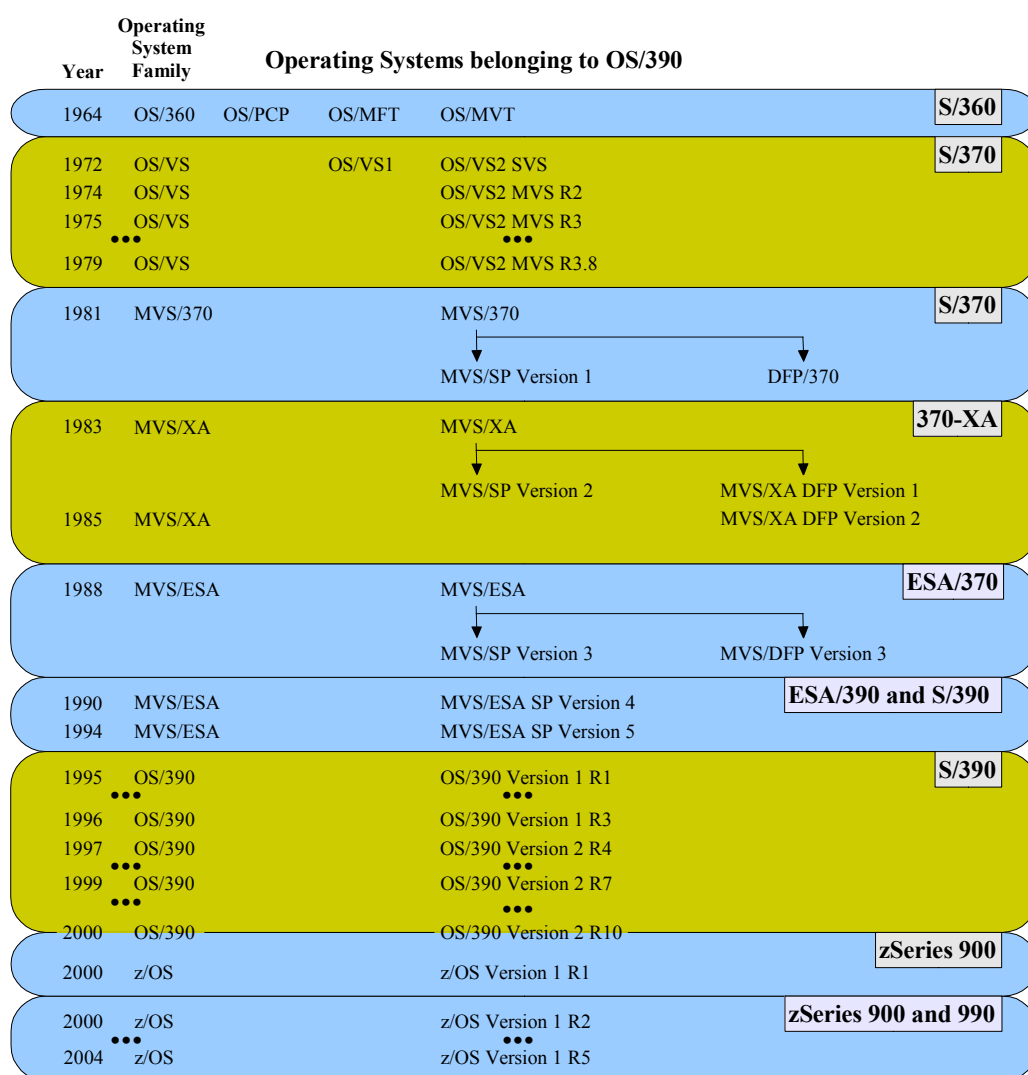 Operating
System
Year Family Operating Systems belonging to OS/390
S/360
1964 OS/360 OS/PCP OS/MFT OS/MVT
S/370
1972 OS/VS OS/VS1 OS/VS2 SVS
1974 OS/VS OS/VS2 MVS R2
1975 OS/VS OS/VS2 MVS R3
••• •••
1979 OS/VS OS/VS2 MVS R3.8
S/370
1981 MVS/370 MVS/370
MVS/SP Version 1 DFP/370
370-XA
1983 MVS/XA MVS/XA
MVS/SP Version 2 MVS/XA DFP Version 1
1985 MVS/XA MVS/XA DFP Version 2
ESA/370
1988 MVS/ESA MVS/ESA
MVS/SP Version 3 MVS/DFP Version 3
ESA/390 and S/390
1990 MVS/ESA MVS/ESA SP Version 4
1994 MVS/ESA MVS/ESA SP Version 5
S/390
1995 OS/390 OS/390 Version 1 R1
••• •••
1996 OS/390 OS/390 Version 1 R3
1997 OS/390 OS/390 Version 2 R4
••• •••
1999 OS/390 OS/390 Version 2 R7
••• •••
2000 OS/390 OS/390 Version 2 R10
zSeries 900
2000 z/OS z/OS Version 1 R1
zSeries 900 and 990
2000 z/OS z/OS Version 1 R2
••• •••
2004 z/OS z/OS Version 1 R5